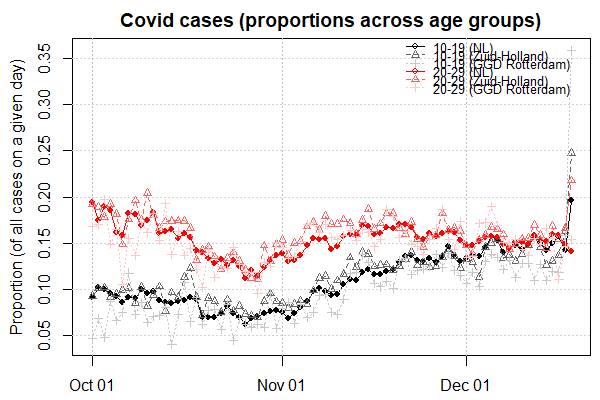 Covid cases (proportions across age groups)
10-19 (NL)
10-19 (Zuid-Holland)
10-19 (GGD Rotterdam)
20-29 (NL)
20-29 (Zuid-Holland)
20-29 (GGD Rotterdam)
Proportion (of all cases on a given day)
0.35
0.30
0.25
0.20
0.15
0.10
0.05
Oct 01
Nov 01
Dec 01